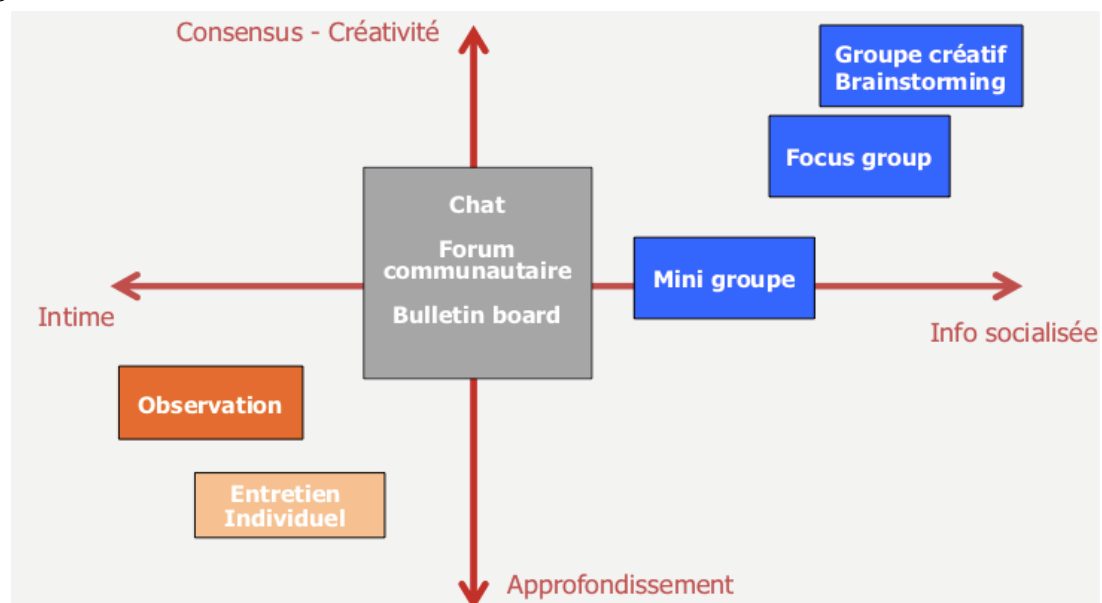 Consensus - Créativité
Groupe créatif
Brainstorming
Focus group
Chat
Forum
communautaire
Bulletin board
Mini groupe
Intime
Info socialisée
Observation
Entretien
Individuel
Approfondissement